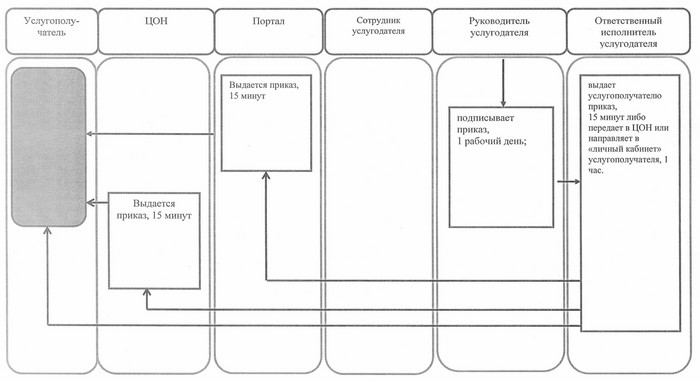 Услугополу-
чатель
ЦОН
Портал
Сотрудник
услугодателя
Руководитель
услугодателя
Ответственный
исполнитель
услугодателя
Выдается приказ,
15 минут
Выдается
приказ, 15 минут
подписывает
приказ,
1 рабочий день;
выдает
услугополучателю
приказ,
15 минут либо
передает в ЦОН или
направляет в
«личный кабинет»
услугополучателя, 1
час.